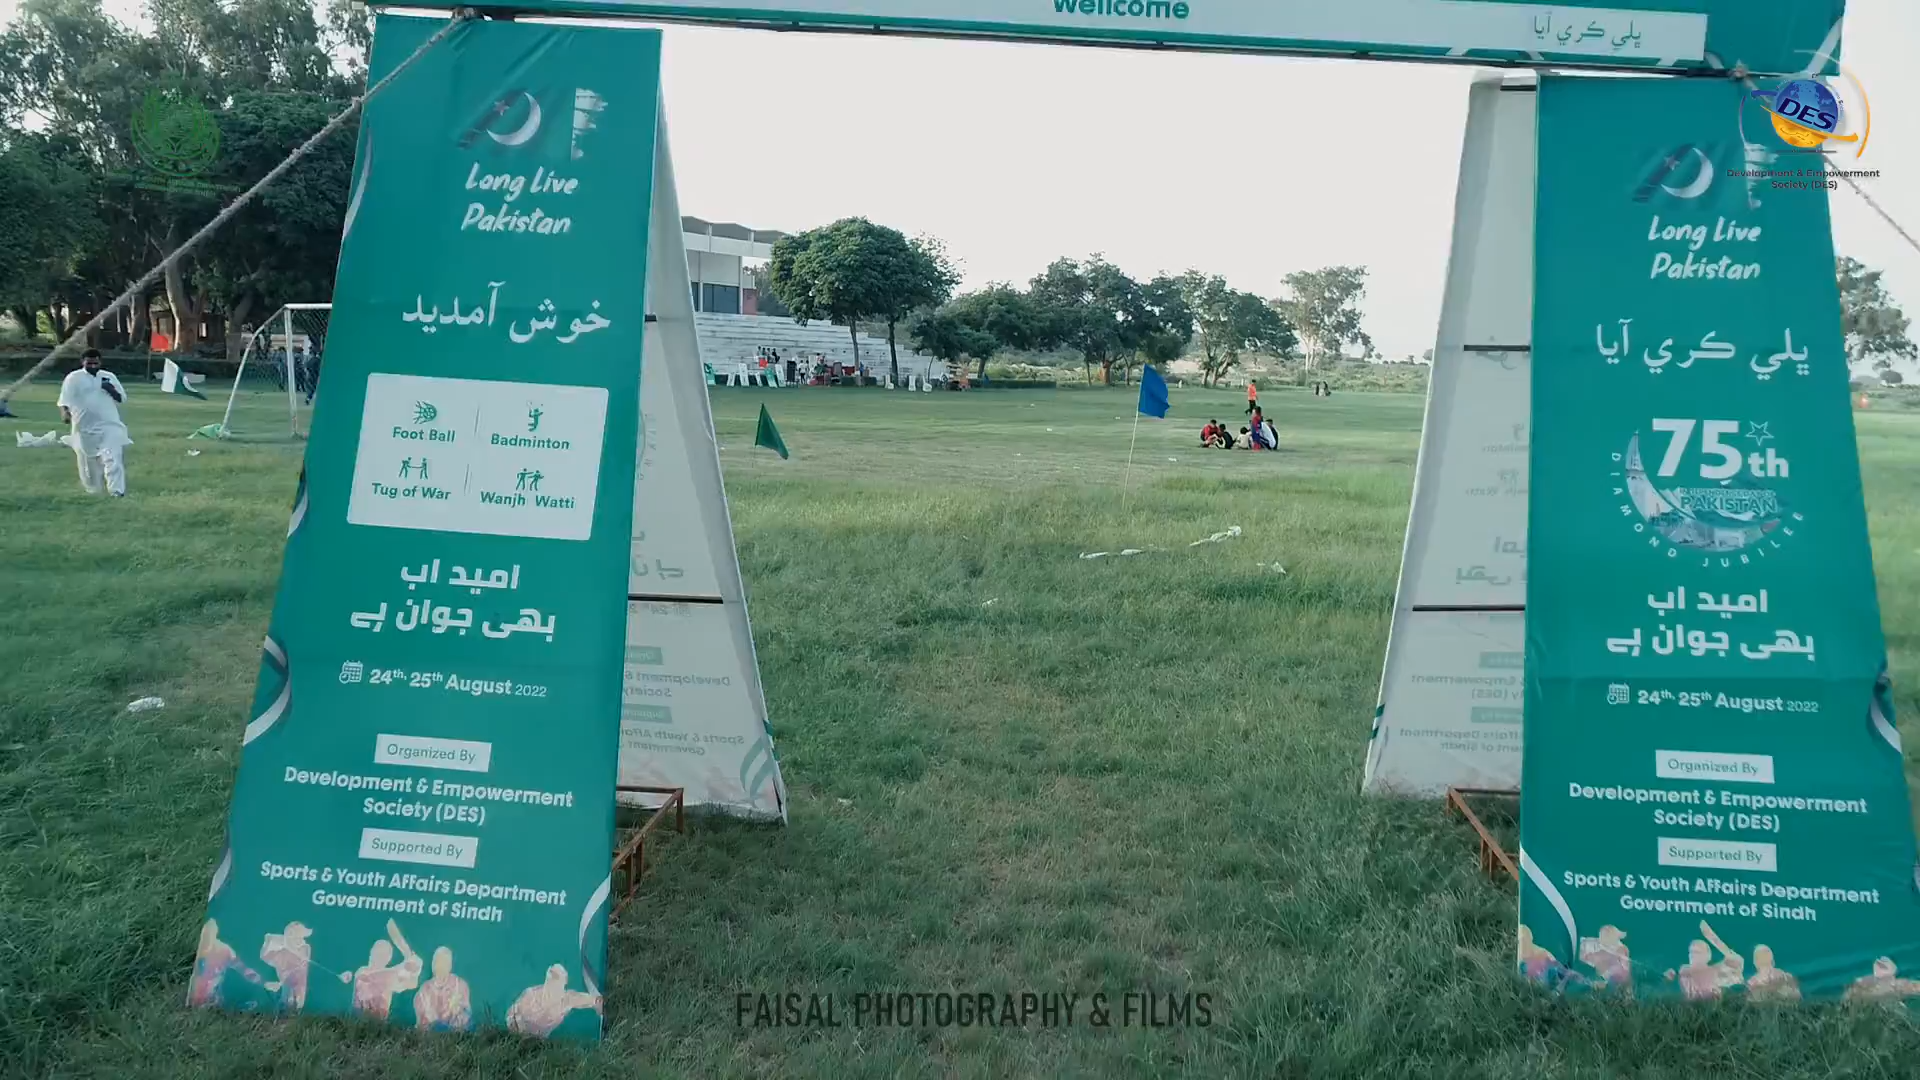 Wellcome
ڀلي ڪري آيا
Long Live
Pakistan
خوش آمدید
Foot Ball
Badminton
Tug of War
Wanjh Watti
امید اب
بھی جوان ہے
24th, 25th August 2022
Organized By
Development & Empowerment
Society (DES)
Supported By
Sports & Youth Affairs Department
Government of Sindh
DES
Development & Empowerment
Society (DES)
Long Live
Pakistan
ڀلي ڪري آيا
75th
PAKISTAN
DIAMOND JUBILEE
امید اب
بھی جوان ہے
24th, 25th August 2022
Organized By
Development & Empowerment
Society (DES)
Supported By
Sports & Youth Affairs Department
Government of Sindh
FAISAL PHOTOGRAPHY & FILMS